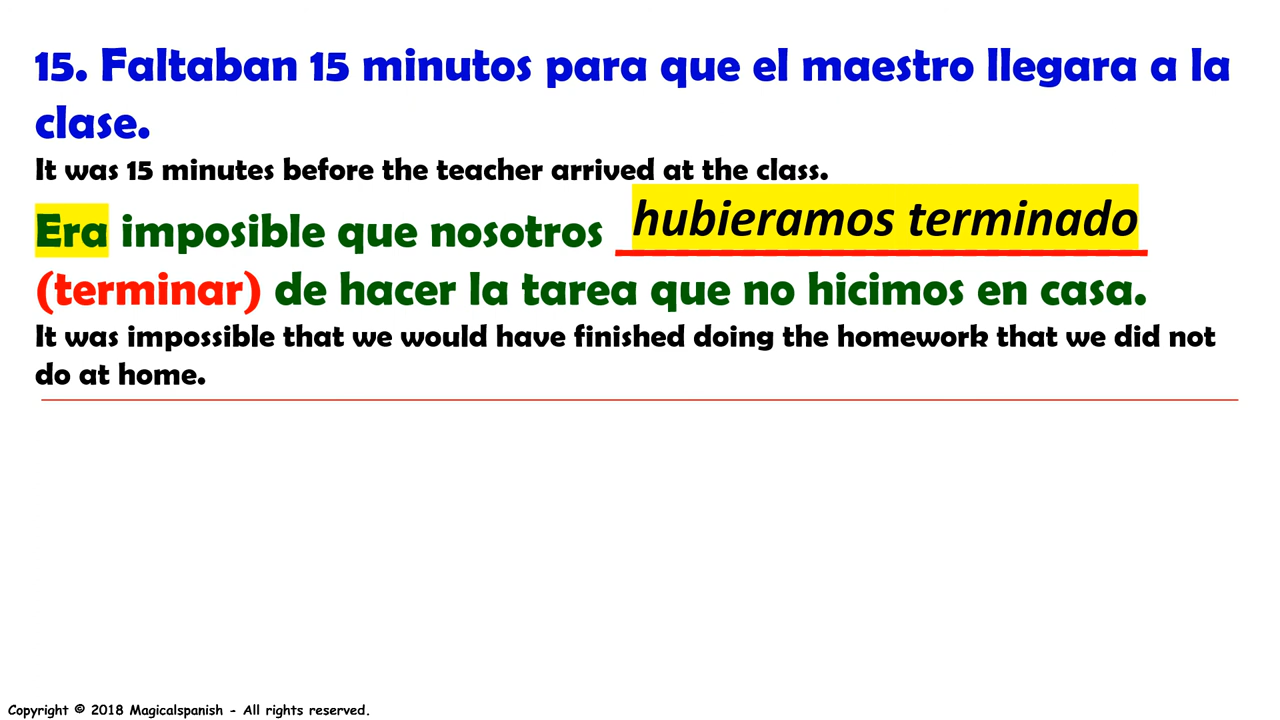 15. Faltaban 15 minutos para que el maestro llegara a la
clase.
It was 15 minutes before the teacher arrived at the class.
Era imposible que nosotros hubieramos terminado
(terminar) de hacer la tarea que no hicimos en casa.
It was impossible that we would have finished doing the homework that we did not
do at home.
Copyright © 2018 Magicalspanish - All rights reserved.